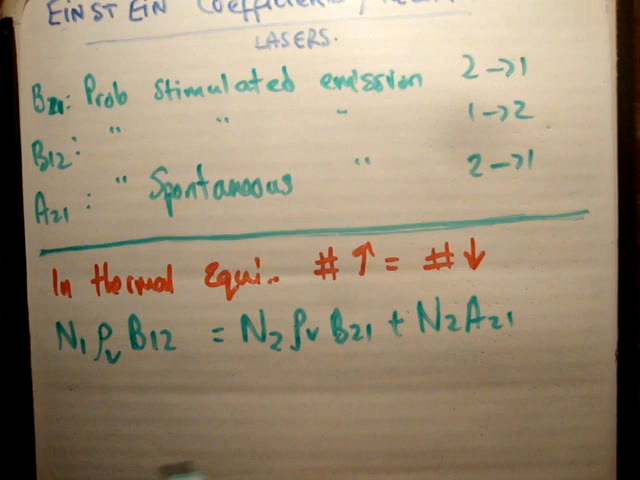 EINSTEIN Coefficients,
LASERS.
B21: Prob stimulated emission 2→1
B12: " " " 1→2
A21: " Spontaneous " 2→1
In thermal Equi.. # ↑ = # ↓
N1 ρν B12 = N2 ρν B21 + N2 A21